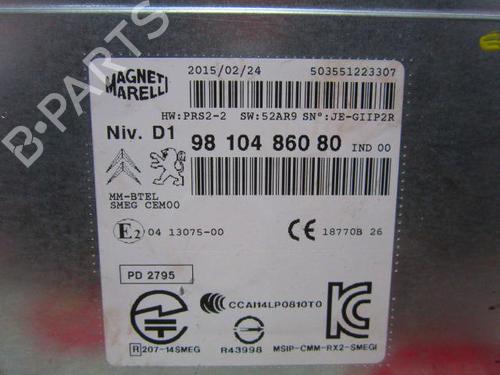 B-PARTS
MAGNETI
MARELLI
2015/02/24 503551223307
HW:PRS2-2 SW:52AR9 SN°:JE-GIIP2R
Niv. D1
98 104 860 80 IND 00
MM-BTEL
SMEG CEM00
E2 04 13075-00
CE 18770B 26
PD 2795
CCAI14LP0810T0
R 207-14SMEG
R43998
MSIP-CMM-RX2-SMEGI